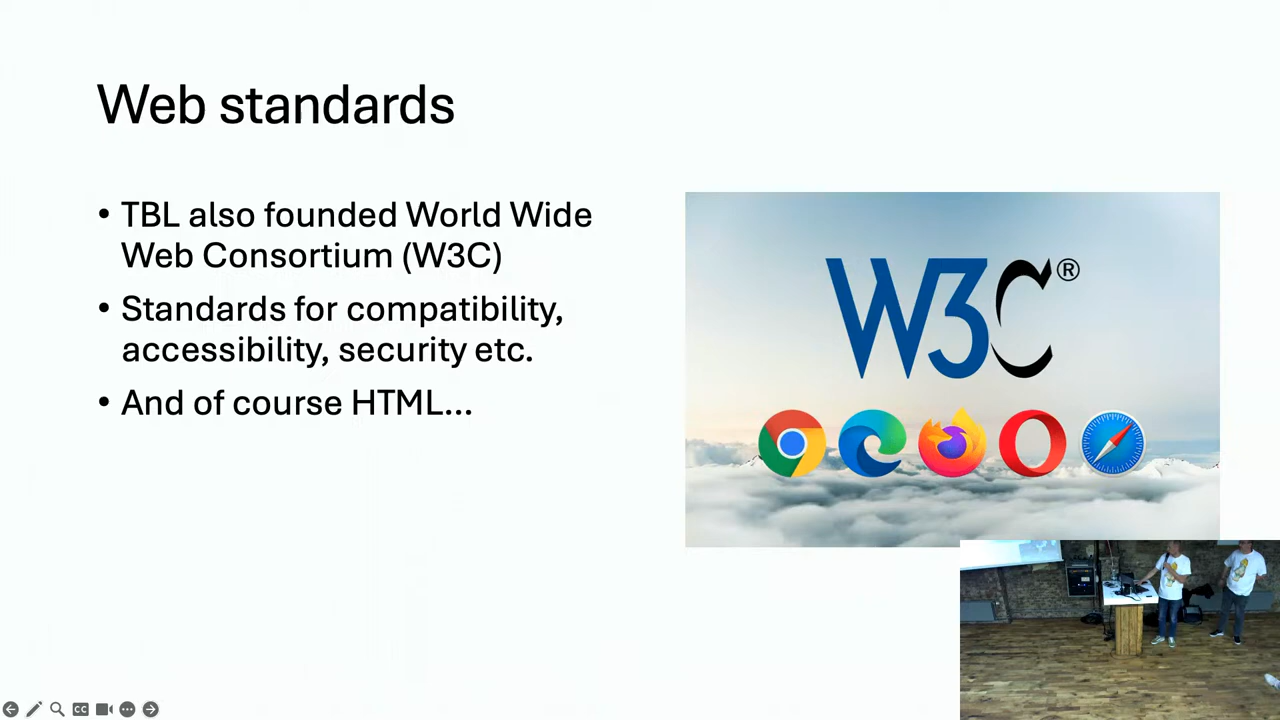 Web standards
• TBL also founded World Wide
Web Consortium (W3C)
• Standards for compatibility,
accessibility, security etc.
• And of course HTML...
W3C®
CC